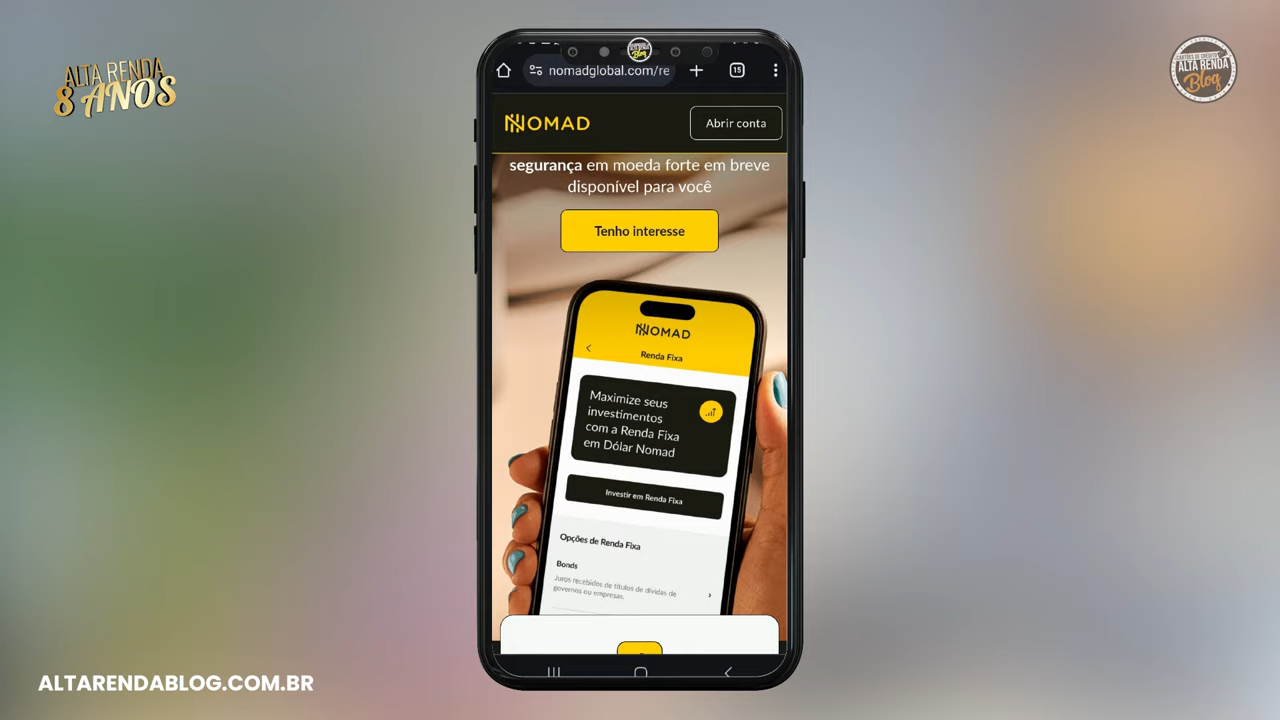 ALTA RENDA
8 ANOS
CARTÕES DE CRÉDITO
ALTA RENDA
Blog
nomadglobal.com/re
15
NOMAD
Abrir conta
segurança em moeda forte em breve
disponível para você
Tenho interesse
NOMAD
Renda Fixa
Maximize seus
investimentos
com a Renda Fixa
em Dólar Nomad
Investir em Renda Fixa
Opções de Renda Fixa
Bonds
Juros recebidos de títulos de dívidas de
governos ou empresas.
ALTARENDABLOG.COM.BR